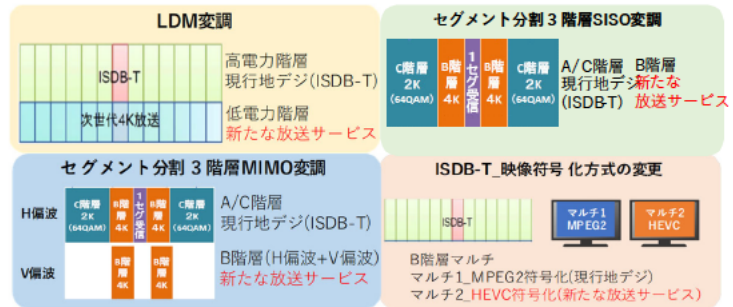 LDM変調
ISDB-T
次世代4K放送
高電力階層
現行地デジ(ISDB-T)
低電力階層
新たな放送サービス
セグメント分割3階層SISO変調
C階層
2K
(64QAM)
B階層
4K
1セグ受信
B階層
4K
C階層
2K
(64QAM)
A/C階層
現行地デジ
(ISDB-T)
B階層
新たな
放送サービス
セグメント分割3階層MIMO変調
H偏波
C階層
2K
(64QAM)
B階層
4K
1セグ受信
B階層
4K
C階層
2K
(64QAM)
V偏波
B階層
4K
B階層
4K
A/C階層
現行地デジ(ISDB-T)
B階層(H偏波+V偏波)
新たな放送サービス
ISDB-T_映像符号 化方式の変更
ISDB-T
マルチ1
MPEG2
マルチ2
HEVC
B階層マルチ
マルチ1_MPEG2符号化(現行地デジ)
マルチ2_HEVC符号化(新たな放送サービス)